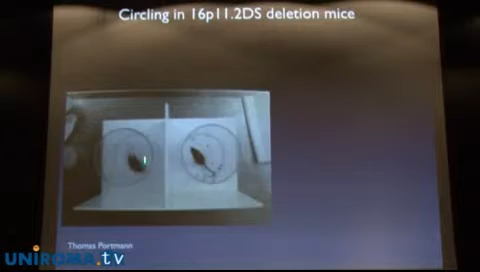 Circling in 16p11.2DS deletion mice
Thomas Portmann
UNIROMA.tv